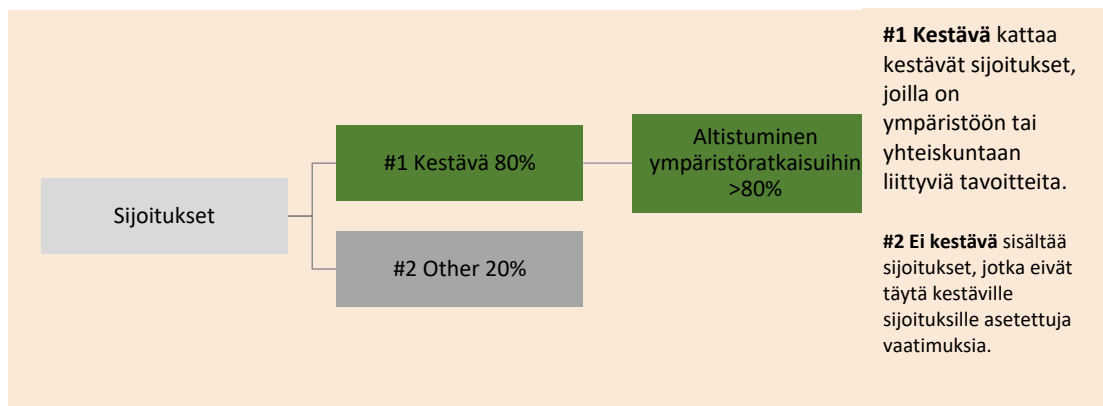 Sijoitukset
#1 Kestävä 80%
#2 Other 20%
Altistuminen
ympäristöratkaisuihin
>80%
#1 Kestävä kattaa
kestävät sijoitukset,
joilla on
ympäristöön tai
yhteiskuntaan
liittyviä tavoitteita.
#2 Ei kestävä sisältää
sijoitukset, jotka eivät
täytä kestäville
sijoituksille asetettuja
vaatimuksia.